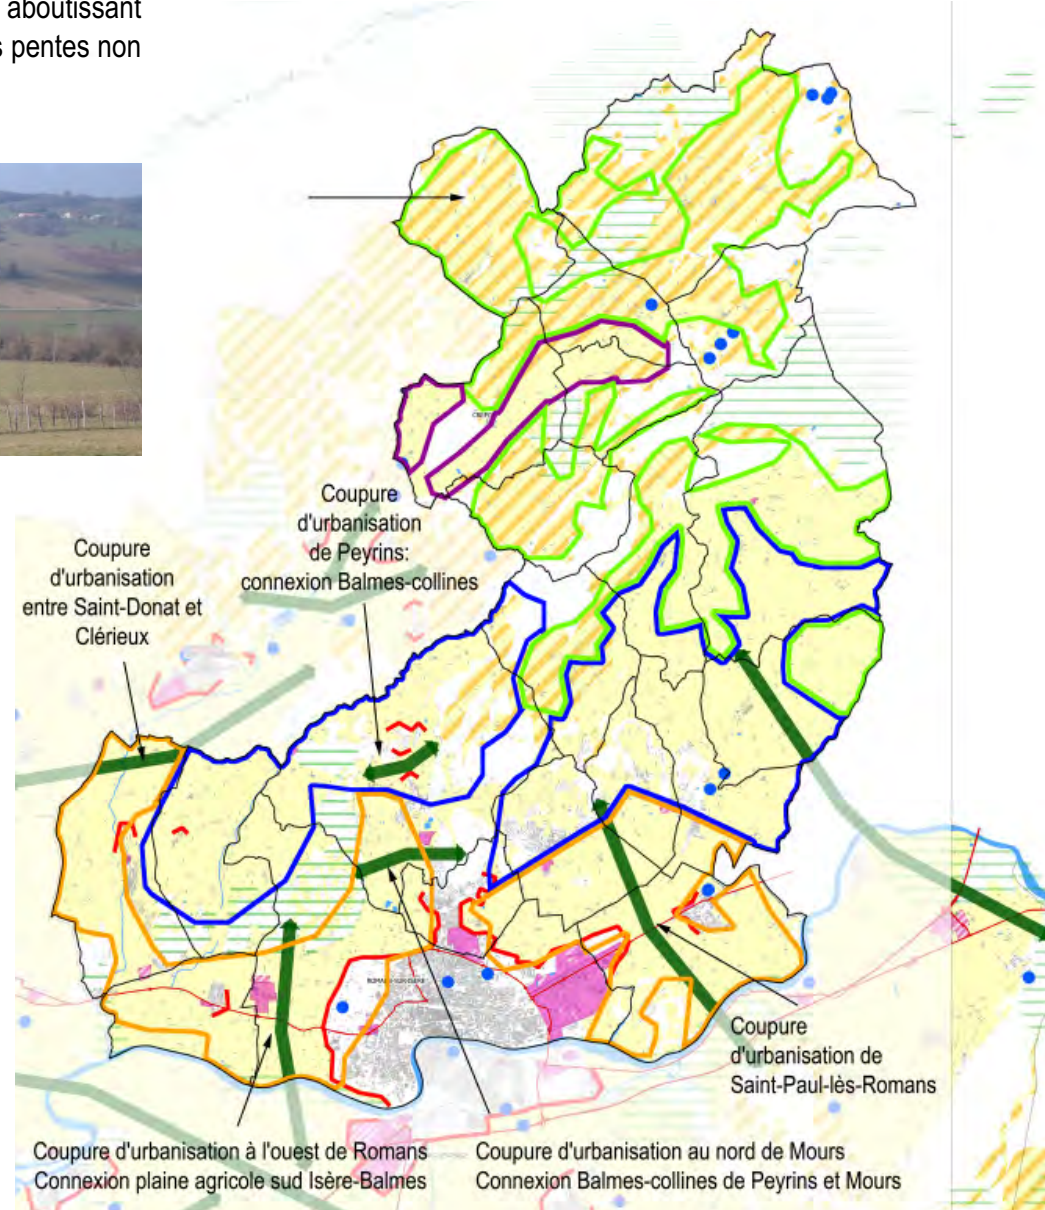 aboutissant
s pentes non
Coupure
d'urbanisation
de Peyrins:
connexion Balmes-collines
Coupure
d'urbanisation
entre Saint-Donat et
Clérieux
Coupure
d'urbanisation de
Saint-Paul-lès-Romans
Coupure d'urbanisation à l'ouest de Romans
Connexion plaine agricole sud Isère-Balmes
Coupure d'urbanisation au nord de Mours
Connexion Balmes-collines de Peyrins et Mours